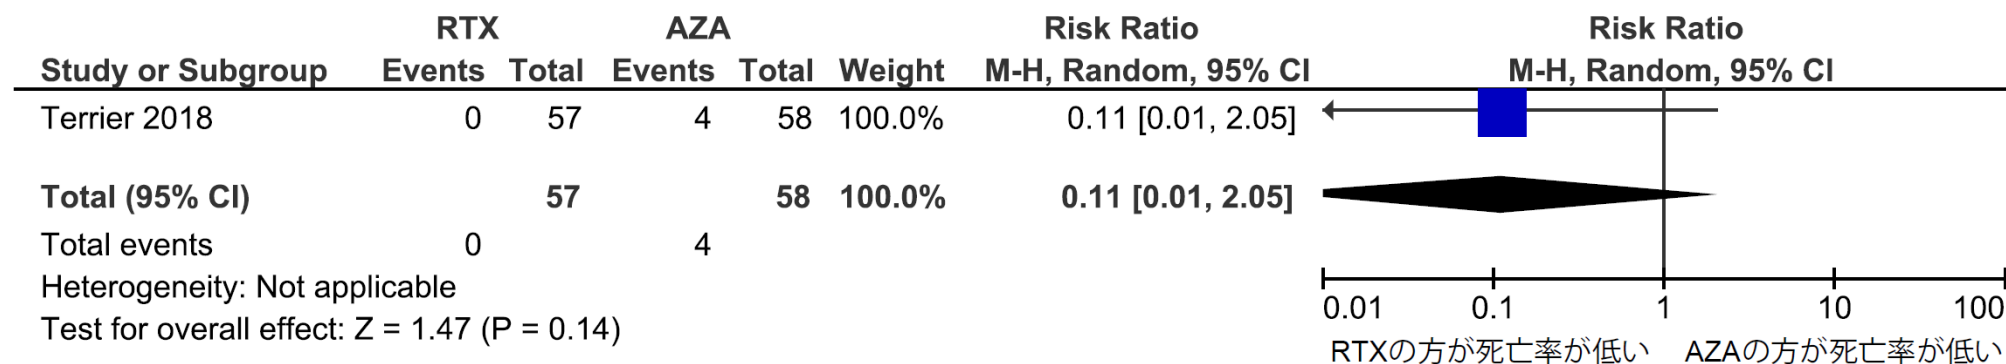 RTX AZA Risk Ratio Risk Ratio
Study or Subgroup Events Total Events Total Weight M-H, Random, 95% CI M-H, Random, 95% CI
Terrier 2018 0 57 4 58 100.0% 0.11 [0.01, 2.05]
Total (95% CI) 57 58 100.0% 0.11 [0.01, 2.05]
Total events 0 4
Heterogeneity: Not applicable
Test for overall effect: Z = 1.47 (P = 0.14)
0.01 0.1 1 10 100
RTXの方が死亡率が低い AZAの方が死亡率が低い